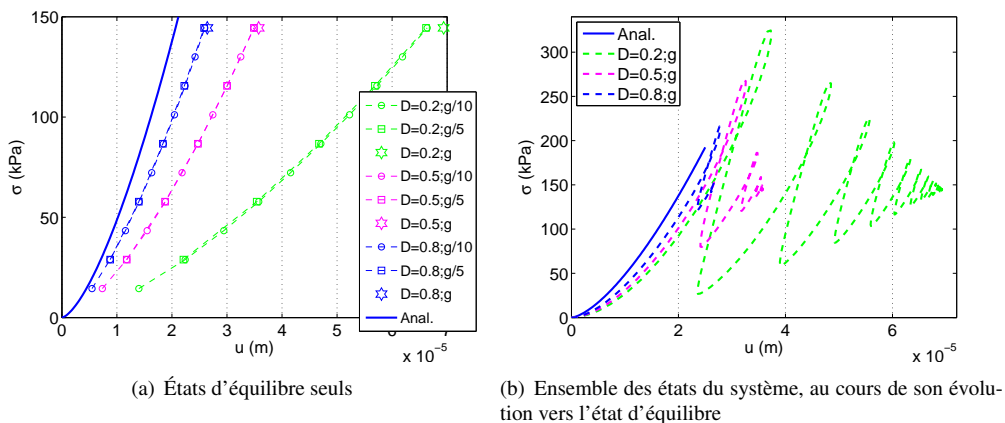 150
100
50
0
σ (kPa)
0
1
2
3
4
5
6
7
u (m)
x 10⁻⁵
D=0.2;g/10
D=0.2;g/5
D=0.2;g
D=0.5;g/10
D=0.5;g/5
D=0.5;g
D=0.8;g/10
D=0.8;g/5
D=0.8;g
Anal.
(a) États d'équilibre seuls
300
250
200
150
100
50
0
σ (kPa)
0
2
4
6
u (m)
x 10⁻⁵
Anal.
D=0.2;g
D=0.5;g
D=0.8;g
(b) Ensemble des états du système, au cours de son évolu-
tion vers l'état d'équilibre